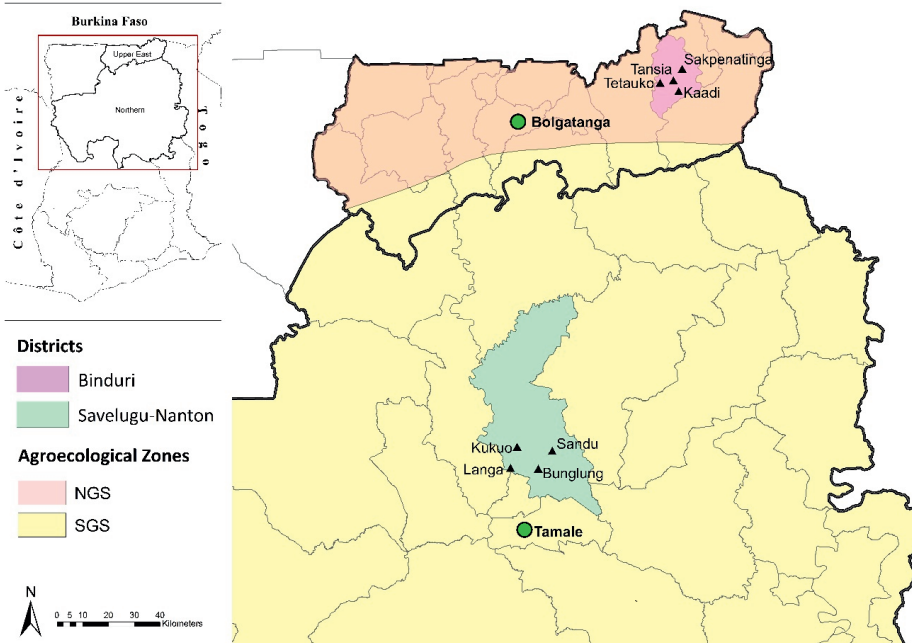 Burkina Faso
Upper East
Northern
Côte d'Ivoire
Togo
Districts
Binduri
Savelugu-Nanton
Agroecological Zones
NGS
SGS
N
0 5 10 20 30 40
Kilometers
Sakpenatinga
Tansia
Tetauko
Kaadi
Bolgatanga
Kukuo
Sandu
Langa
Bunglung
Tamale